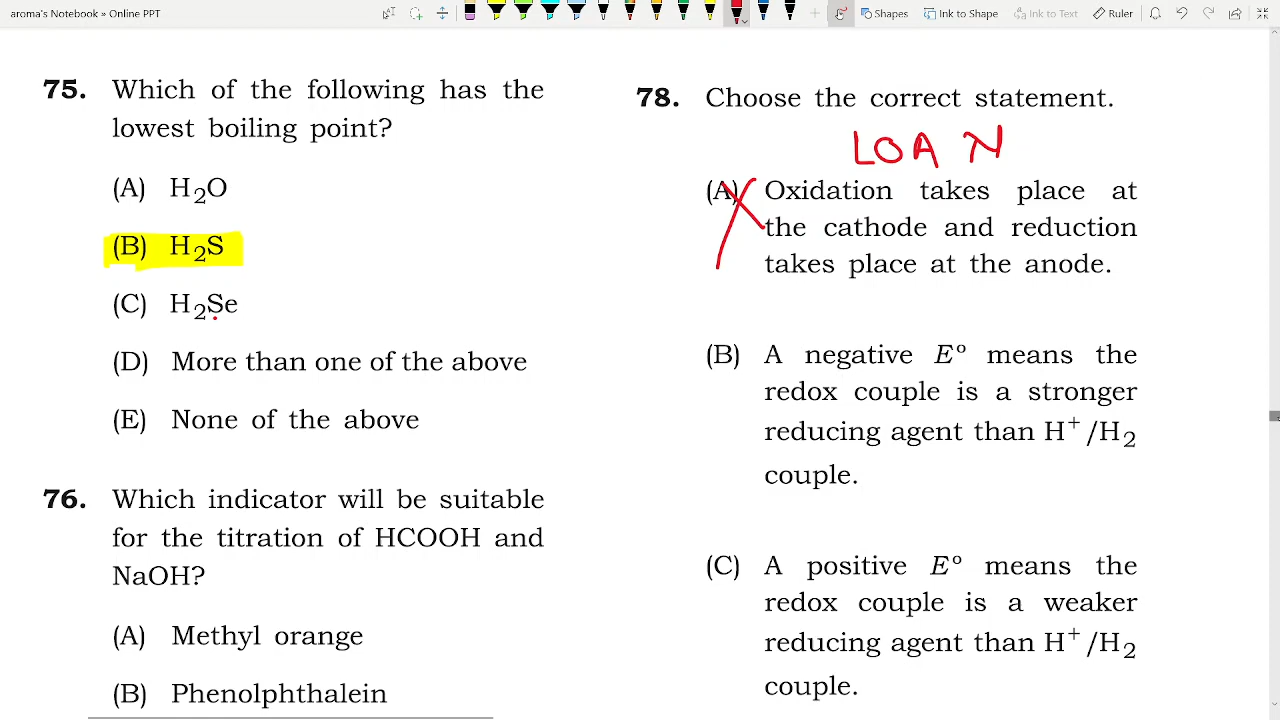 aroma's Notebook » Online PPT
Shapes
Ink to Shape
Ink to Text
Ruler
75. Which of the following has the
lowest boiling point?
(A) H₂O
(B) H₂S
(C) H₂Se
(D) More than one of the above
(E) None of the above
76. Which indicator will be suitable
for the titration of HCOOH and
NaOH?
(A) Methyl orange
(B) Phenolphthalein
78. Choose the correct statement.
LOAN
(A) Oxidation takes place at
the cathode and reduction
takes place at the anode.
(B) A negative E° means the
redox couple is a stronger
reducing agent than H⁺/H₂
couple.
(C) A positive E° means the
redox couple is a weaker
reducing agent than H⁺/H₂
couple.